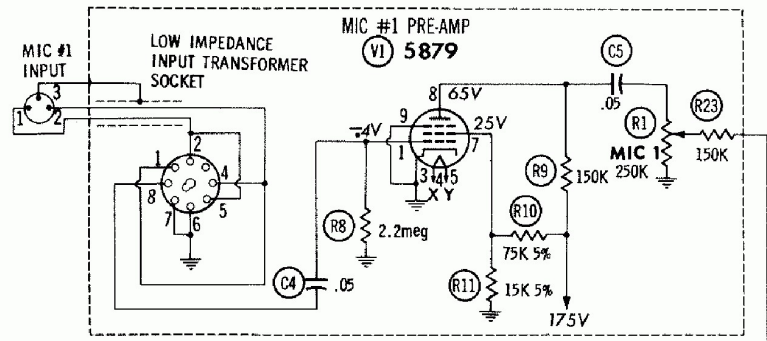 MIC #1 PRE-AMP
V1 5879
MIC #1
INPUT
LOW IMPEDANCE
INPUT TRANSFORMER
SOCKET
3
1
2
2
1
4
8
5
7
6
C4
.05
R8
2.2meg
-.4V
9
1
8
65V
25V
7
3
4
5
X Y
R11
15K 5%
R10
75K 5%
R9
150K
175V
C5
.05
R1
MIC 1
250K
R23
150K